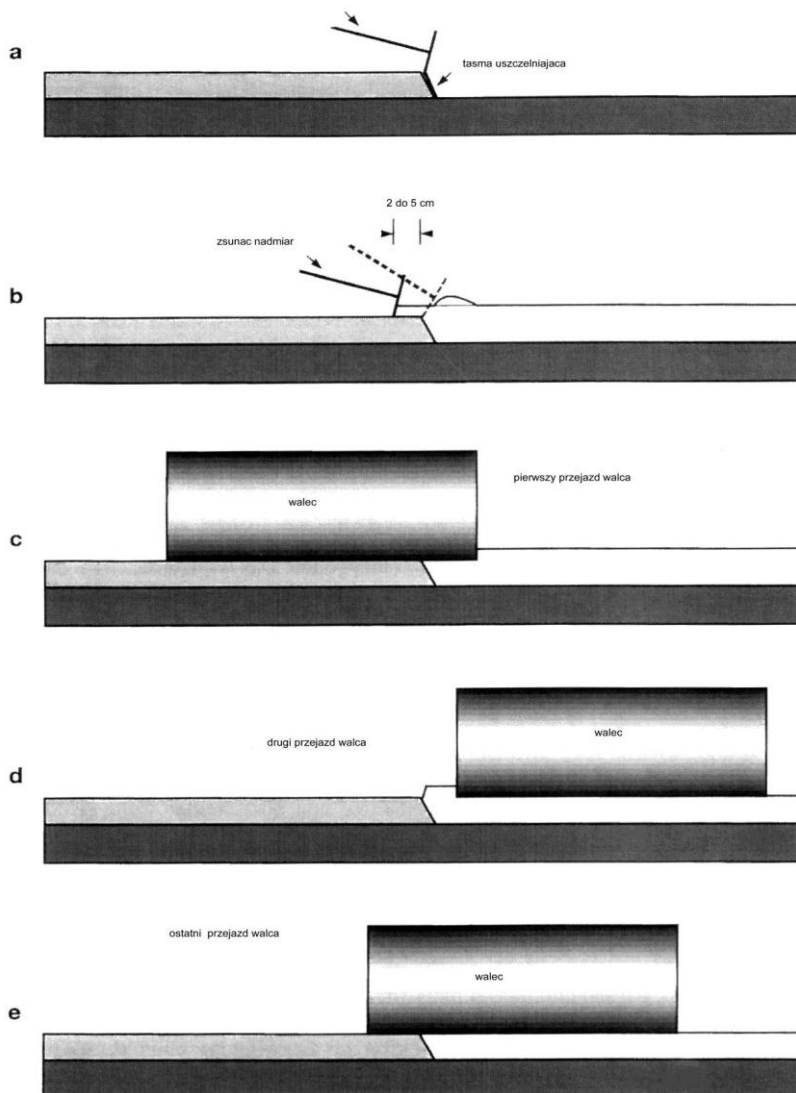 a
tasma uszczelniajaca
2 do 5 cm
zsunac nadmiar
b
walec
pierwszy przejazd walca
c
drugi przejazd walca
walec
d
ostatni przejazd walca
walec
e